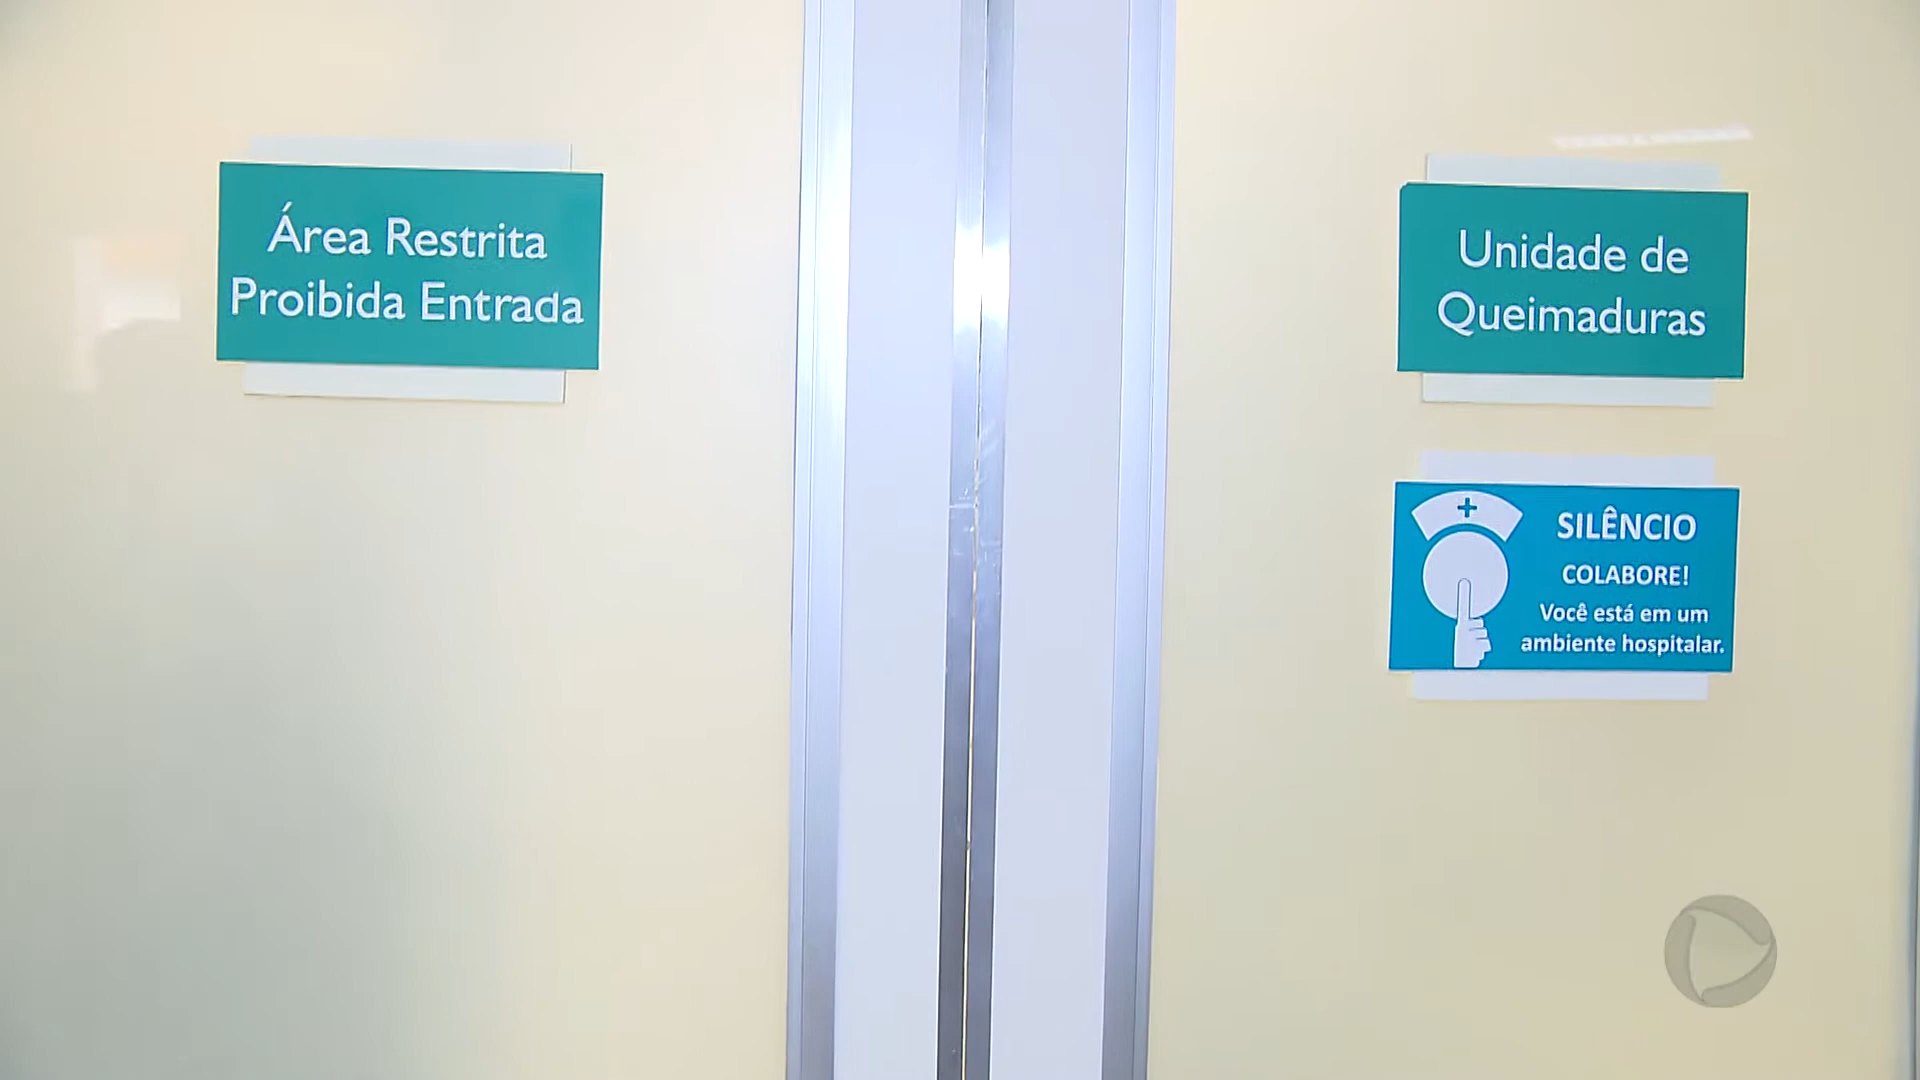 Área Restrita
Proibida Entrada
Unidade de
Queimaduras
SILÊNCIO
COLABORE!
Você está em um
ambiente hospitalar.